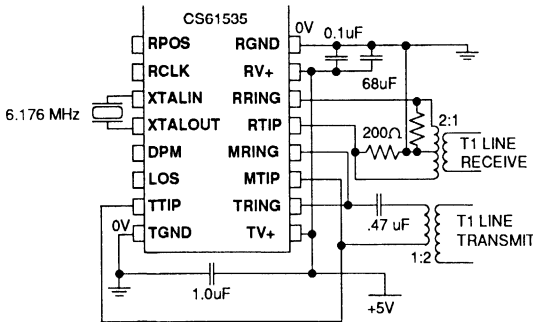 CS61535
0V
0.1uF
RPOS RGND
RCLK RV+
68uF
6.176 MHz
XTALIN RRING
XTALOUT RTIP
200Ω
2:1
T1 LINE
RECEIVE
DPM MRING
LOS MTIP
TTIP TRING
.47 uF
T1 LINE
TRANSMIT
0V
TGND TV+
1:2
1.0uF
+5V